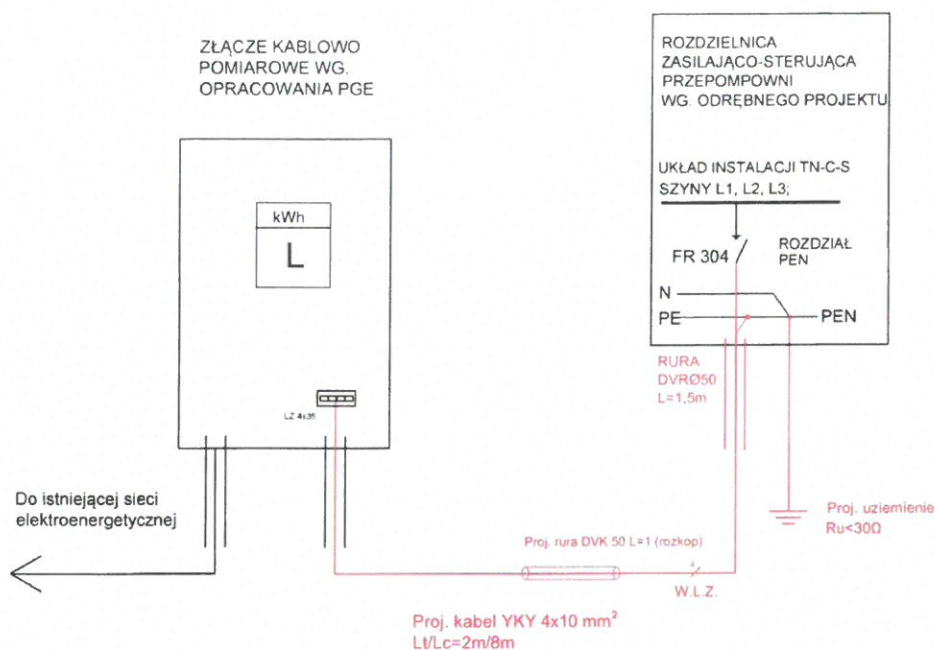 ZŁĄCZE KABLOWO
POMIAROWE WG.
OPRACOWANIA PGE
kWh
L
LZ 4x35
Do istniejącej sieci
elektroenergetycznej
ROZDZIELNICA
ZASILAJĄCO-STERUJĄCA
PRZEPOMPOWNI
WG. ODRĘBNEGO PROJEKTU
UKŁAD INSTALACJI TN-C-S
SZYNY L1, L2, L3;
FR 304
ROZDZIAŁ
PEN
N
PE
PEN
RURA
DVRØ50
L=1,5m
Proj. uziemienie
Ru<30Ω
Proj. rura DVK 50 L=1 (rozkop)
4
W.L.Z.
Proj. kabel YKY 4x10 mm²
Lt/Lc=2m/8m